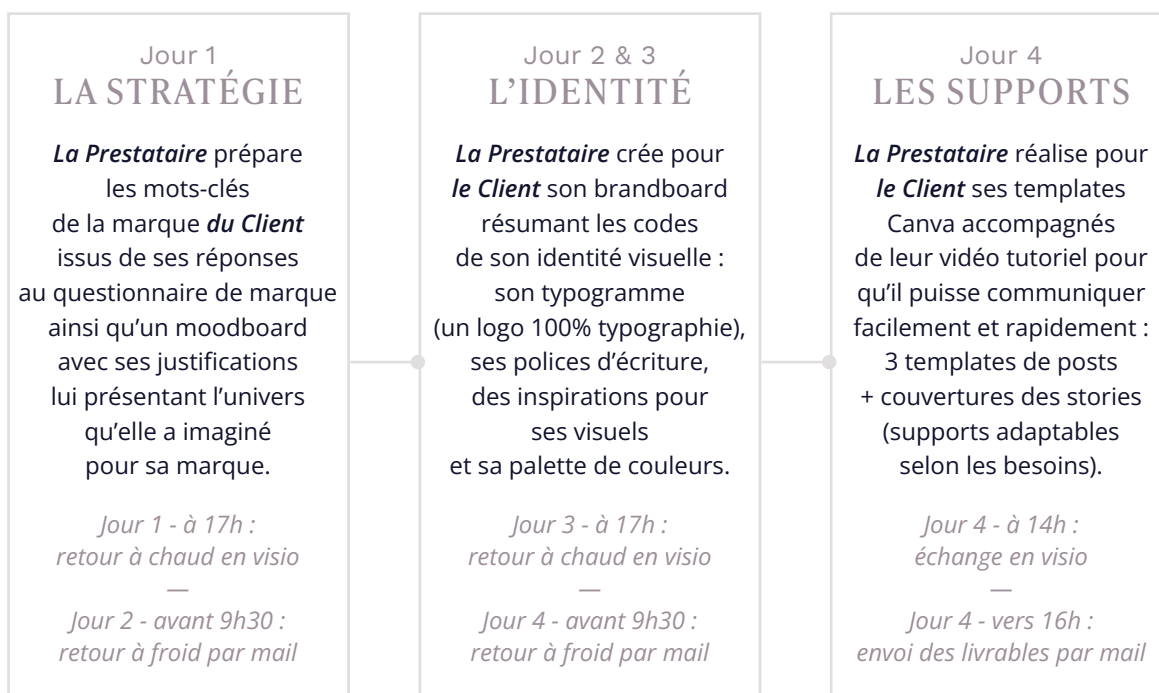 Jour 1
LA STRATÉGIE
La Prestataire prépare
les mots-clés
de la marque du Client
issus de ses réponses
au questionnaire de marque
ainsi qu’un moodboard
avec ses justifications
lui présentant l’univers
qu’elle a imaginé
pour sa marque.
Jour 1 - à 17h :
retour à chaud en visio
—
Jour 2 - avant 9h30 :
retour à froid par mail
Jour 2 & 3
L’IDENTITÉ
La Prestataire crée pour
le Client son brandboard
résumant les codes
de son identité visuelle :
son typogramme
(un logo 100% typographie),
ses polices d’écriture,
des inspirations pour
ses visuels
et sa palette de couleurs.
Jour 3 - à 17h :
retour à chaud en visio
—
Jour 4 - avant 9h30 :
retour à froid par mail
Jour 4
LES SUPPORTS
La Prestataire réalise pour
le Client ses templates
Canva accompagnés
de leur vidéo tutoriel pour
qu’il puisse communiquer
facilement et rapidement :
3 templates de posts
+ couvertures des stories
(supports adaptables
selon les besoins).
Jour 4 - à 14h :
échange en visio
—
Jour 4 - vers 16h :
envoi des livrables par mail